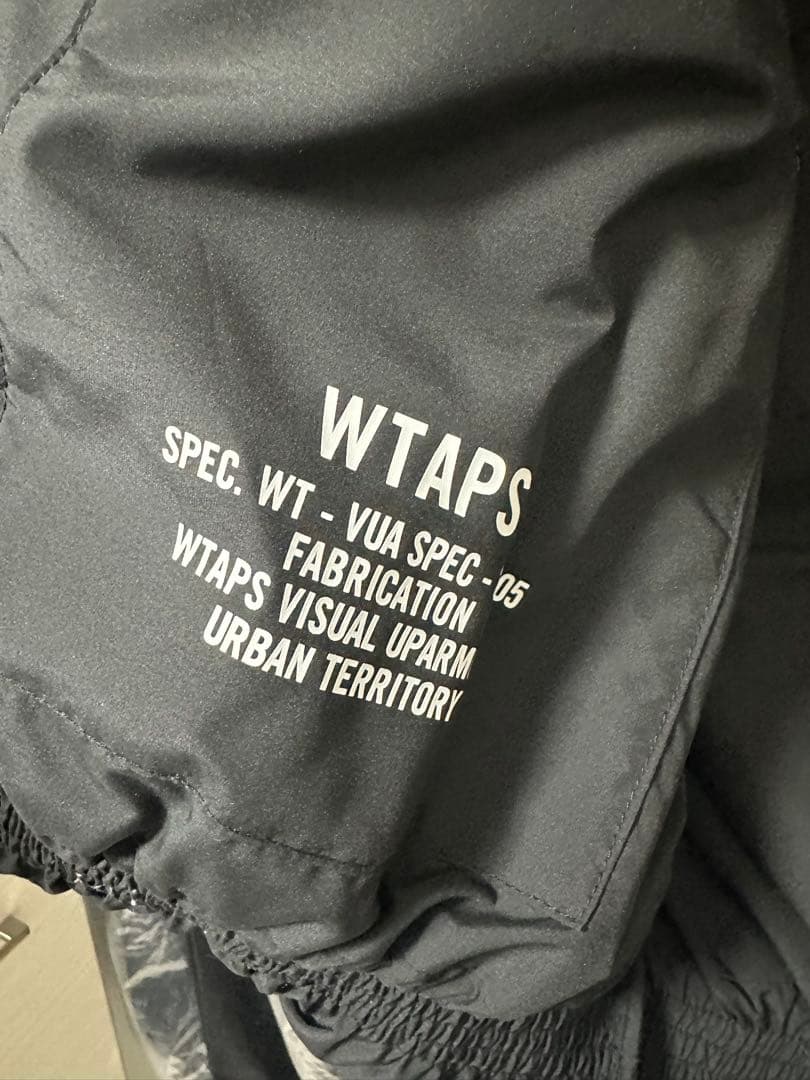 WTAPS
SPEC. WT - VUA SPEC - 05
FABRICATION
WTAPS VISUAL UPARM
URBAN TERRITORY